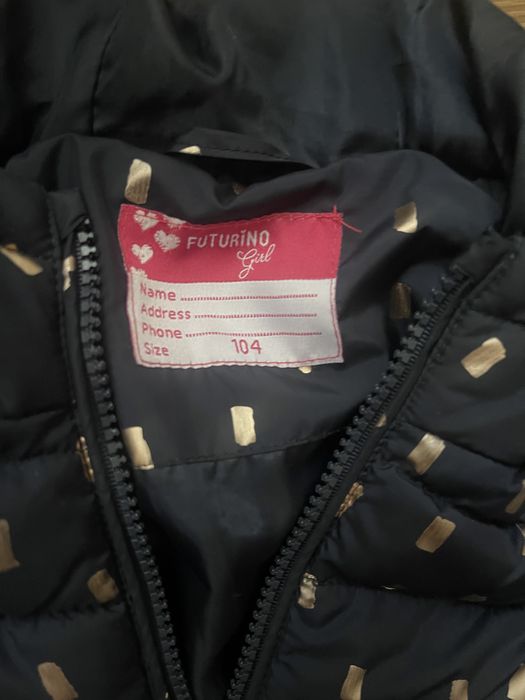 FUTURiNO
Girl
Name
Address
Phone
Size 104